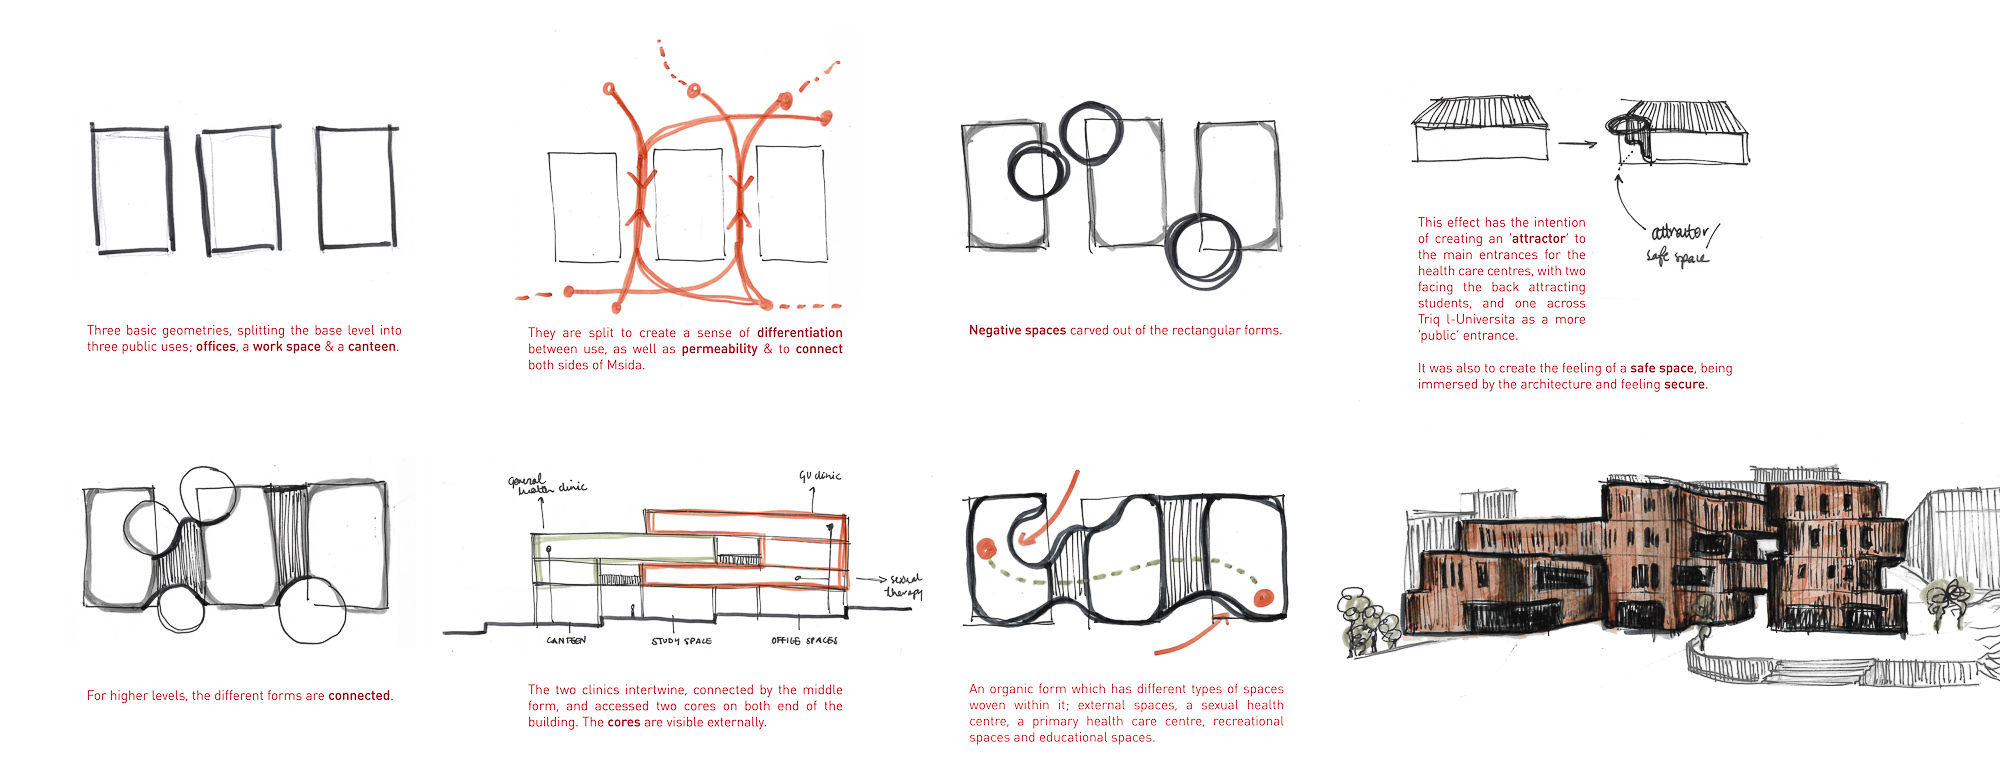 Three basic geometries, splitting the base level into
three public uses; offices, a work space & a canteen.
They are split to create a sense of differentiation
between use, as well as permeability & to connect
both sides of Msida.
Negative spaces carved out of the rectangular forms.
attractor/
safe space
This effect has the intention
of creating an ‘attractor’ to
the main entrances for the
health care centres, with two
facing the back attracting
students, and one across
Triq l-Universita as a more
‘public’ entrance.
It was also to create the feeling of a safe space, being
immersed by the architecture and feeling secure.
For higher levels, the different forms are connected.
general
health clinic
GU clinic
sexual
therapy
CANTEEN
STUDY SPACE
OFFICE SPACES
The two clinics intertwine, connected by the middle
form, and accessed two cores on both end of the
building. The cores are visible externally.
An organic form which has different types of spaces
woven within it; external spaces, a sexual health
centre, a primary health care centre, recreational
spaces and educational spaces.